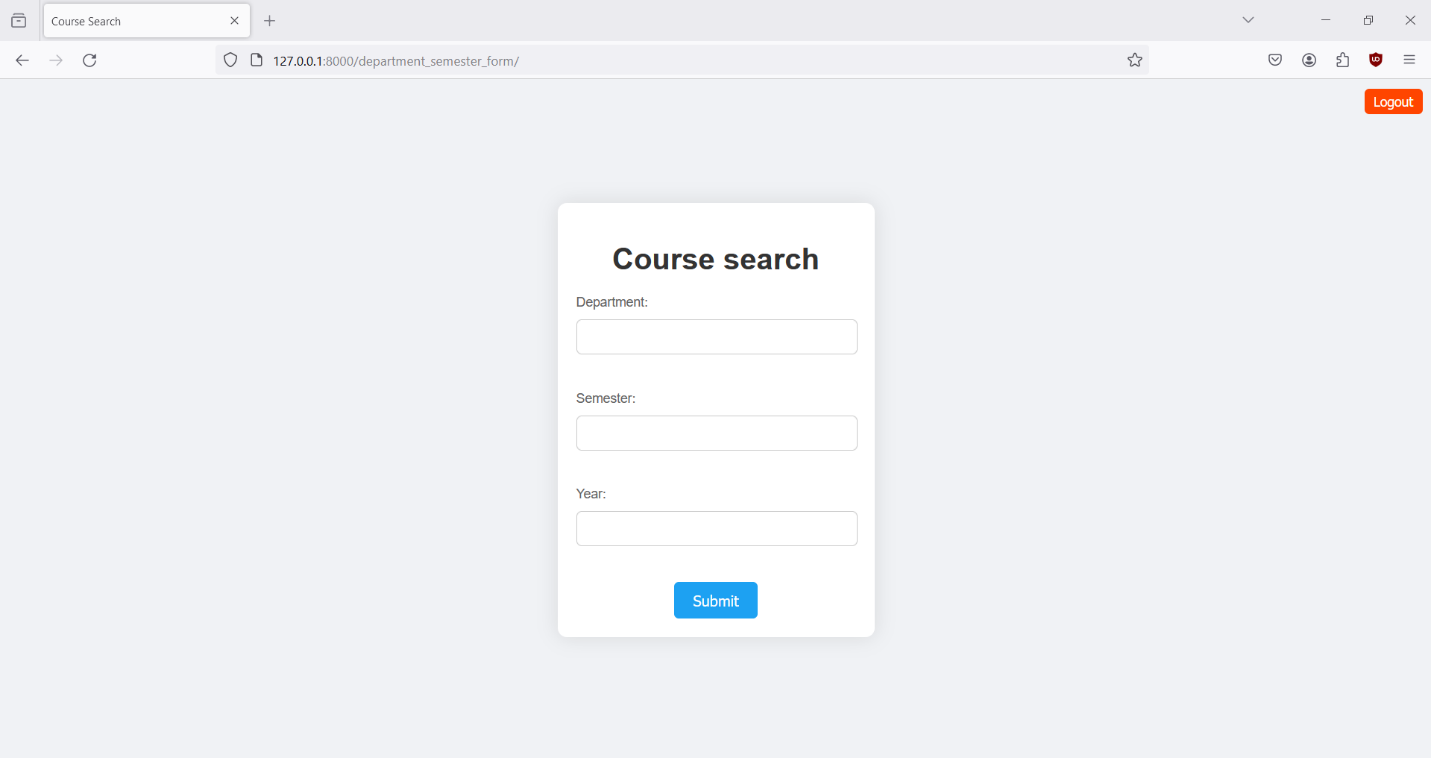 Course Search
127.0.0.1:8000/department_semester_form/
Logout
Course search
Department:
Semester:
Year:
Submit